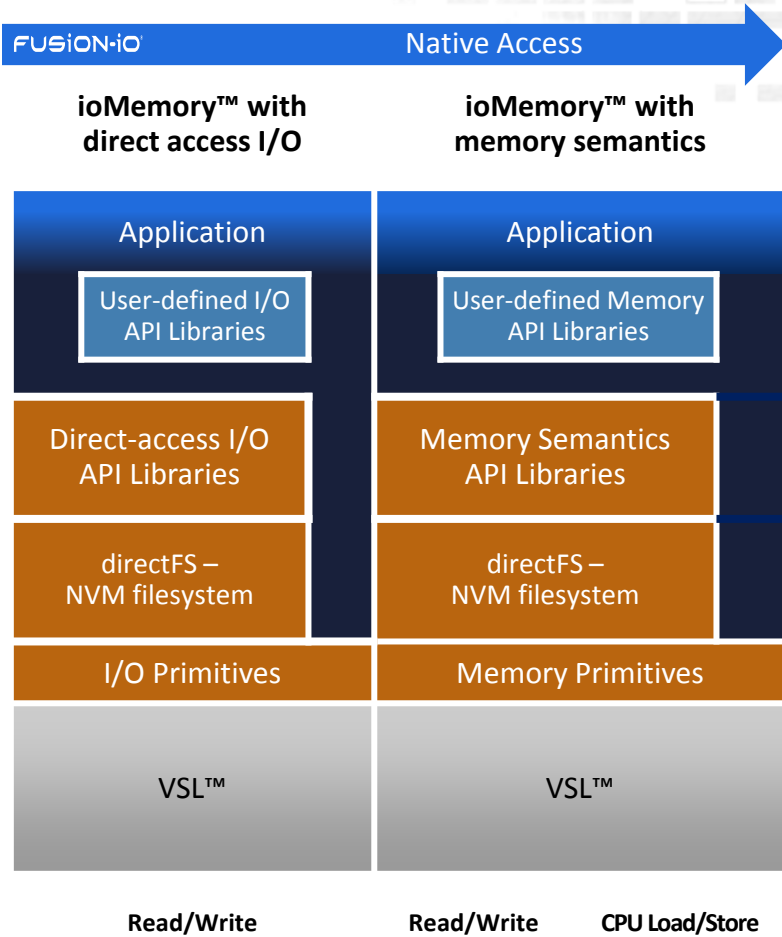 FUSiON-iO
Native Access
ioMemory™ with
direct access I/O
ioMemory™ with
memory semantics
Application
User-defined I/O
API Libraries
Direct-access I/O
API Libraries
directFS –
NVM filesystem
I/O Primitives
VSL™
Application
User-defined Memory
API Libraries
Memory Semantics
API Libraries
directFS –
NVM filesystem
Memory Primitives
VSL™
Read/Write
Read/Write
CPU Load/Store